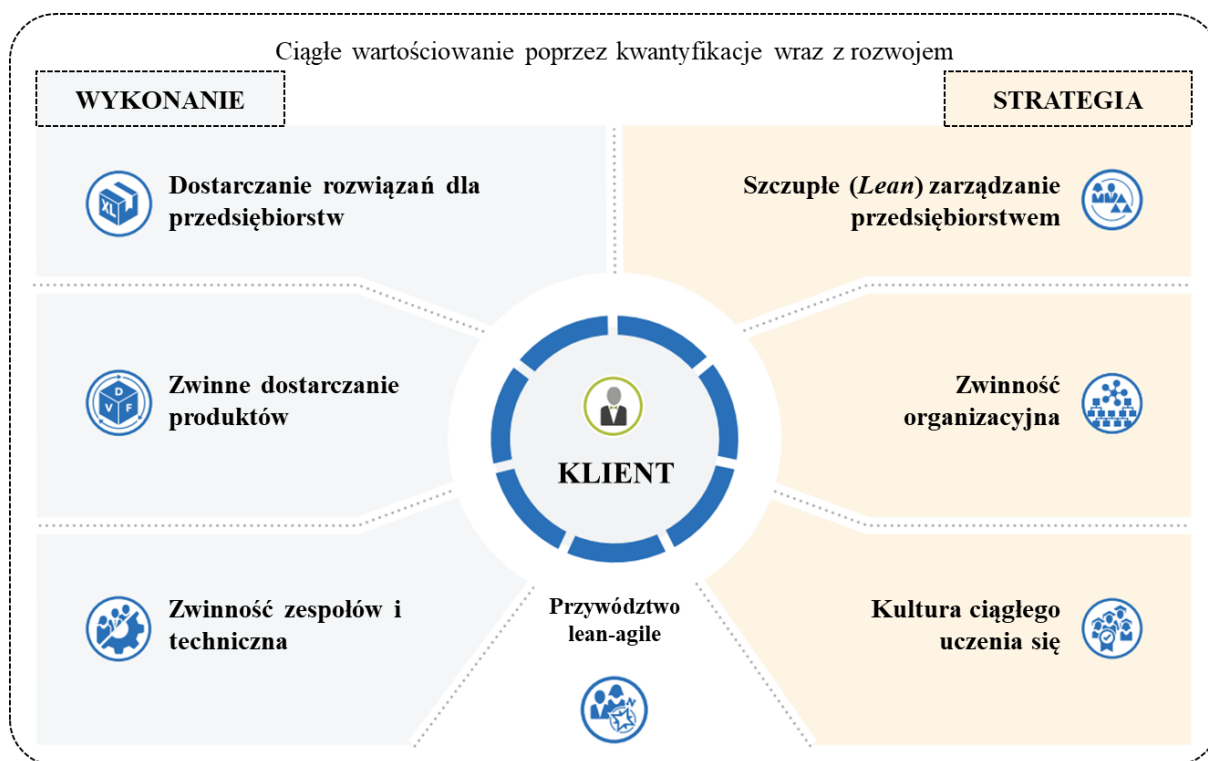 Ciągłe wartościowanie poprzez kwantyfikacje wraz z rozwojem
WYKONANIE
STRATEGIA
XL
Dostarczanie rozwiązań dla
przedsiębiorstw
Szczupłe (Lean) zarządzanie
przedsiębiorstwem
D
V F
Zwinne dostarczanie
produktów
KLIENT
Zwinność
organizacyjna
Zwinność zespołów i
techniczna
Przywództwo
lean-agile
Kultura ciągłego
uczenia się